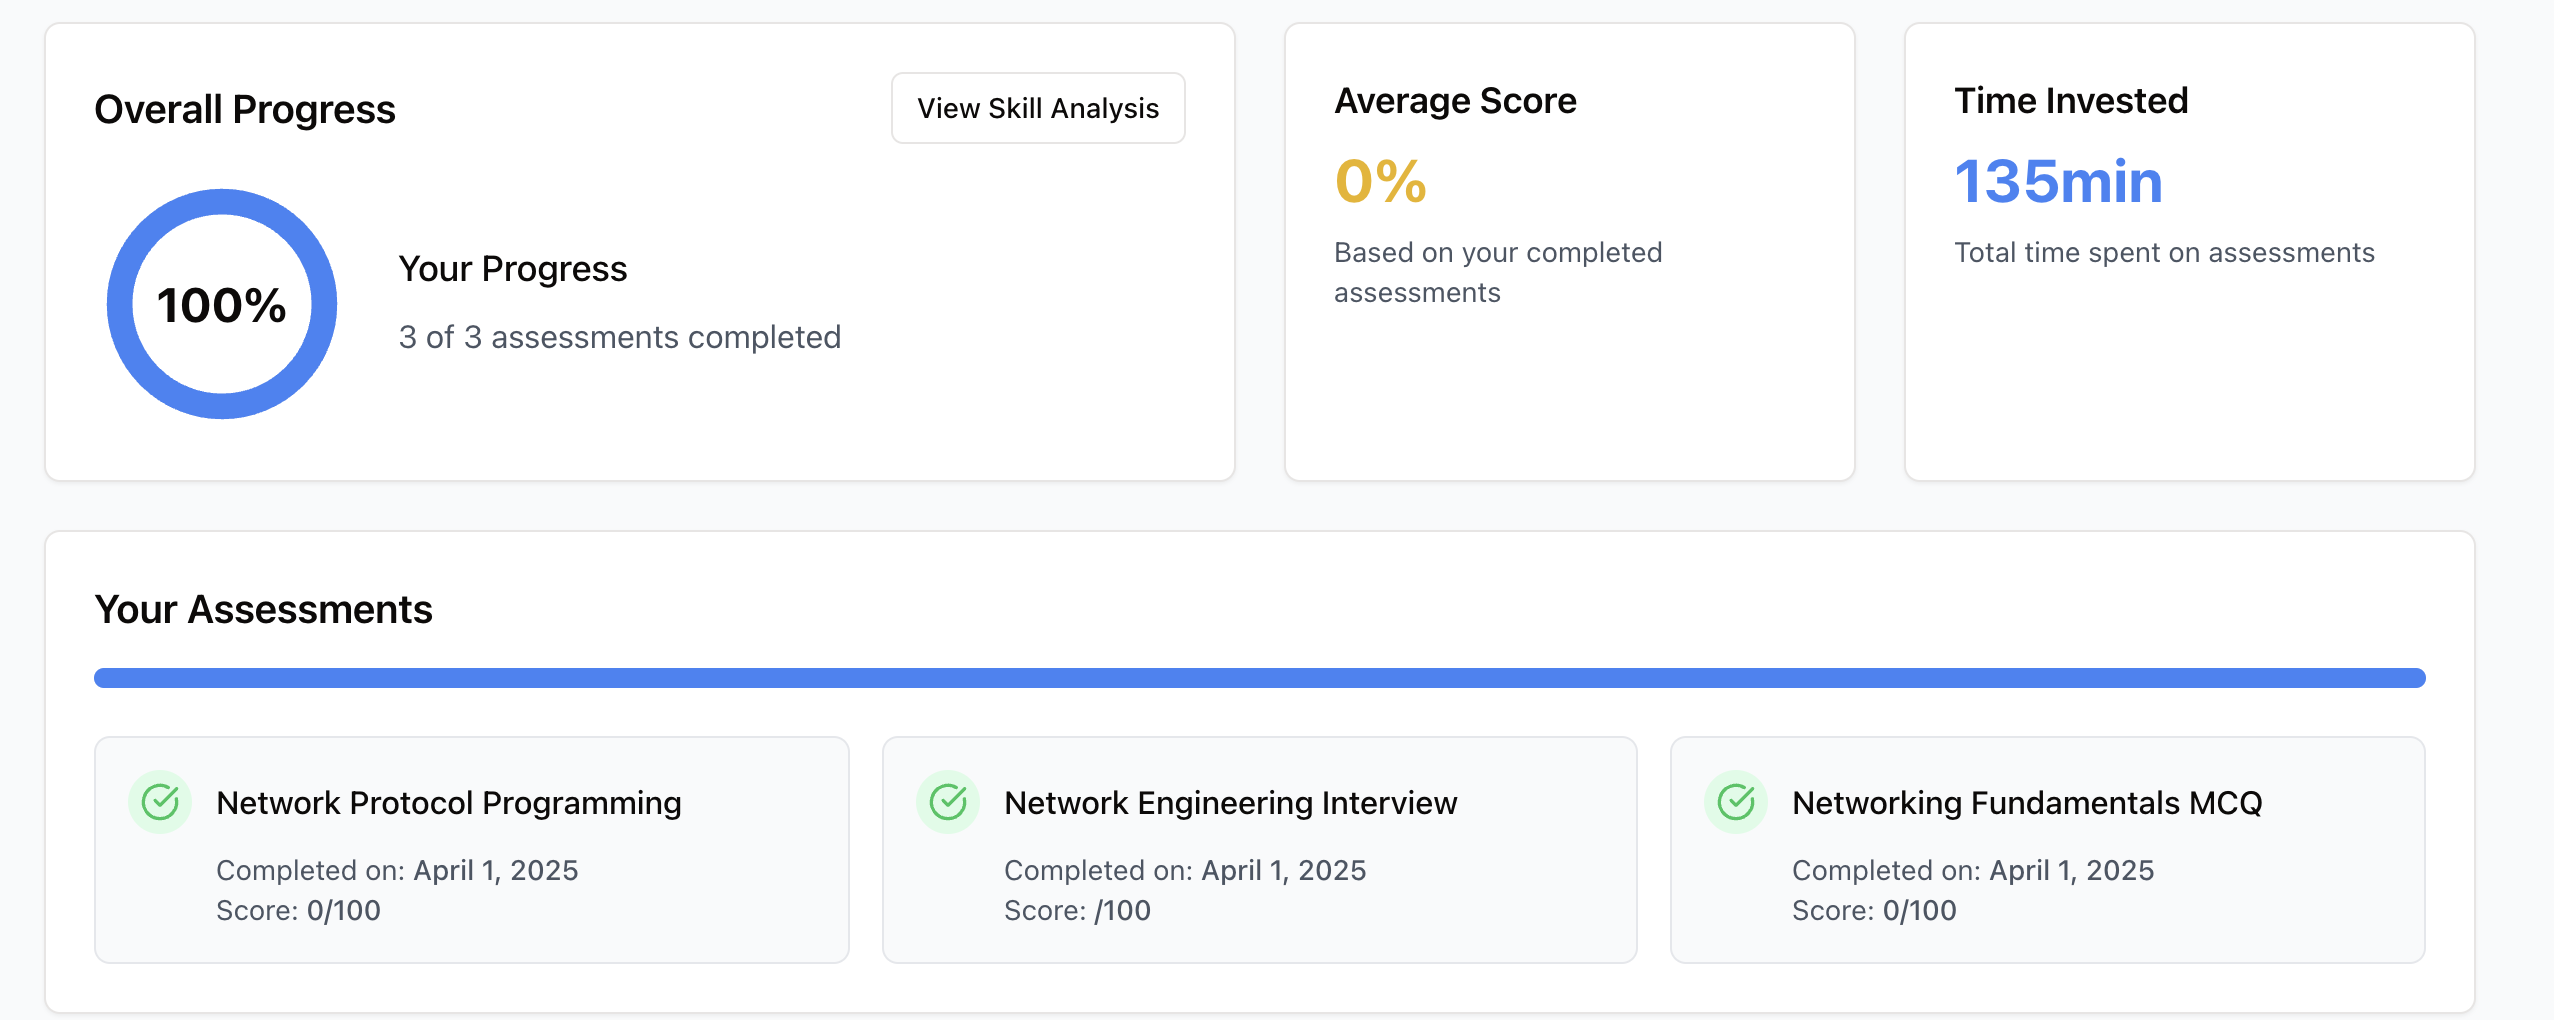 Overall Progress
View Skill Analysis
100%
Your Progress
3 of 3 assessments completed
Average Score
0%
Based on your completed
assessments
Time Invested
135min
Total time spent on assessments
Your Assessments
Network Protocol Programming
Completed on: April 1, 2025
Score: 0/100
Network Engineering Interview
Completed on: April 1, 2025
Score: /100
Networking Fundamentals MCQ
Completed on: April 1, 2025
Score: 0/100